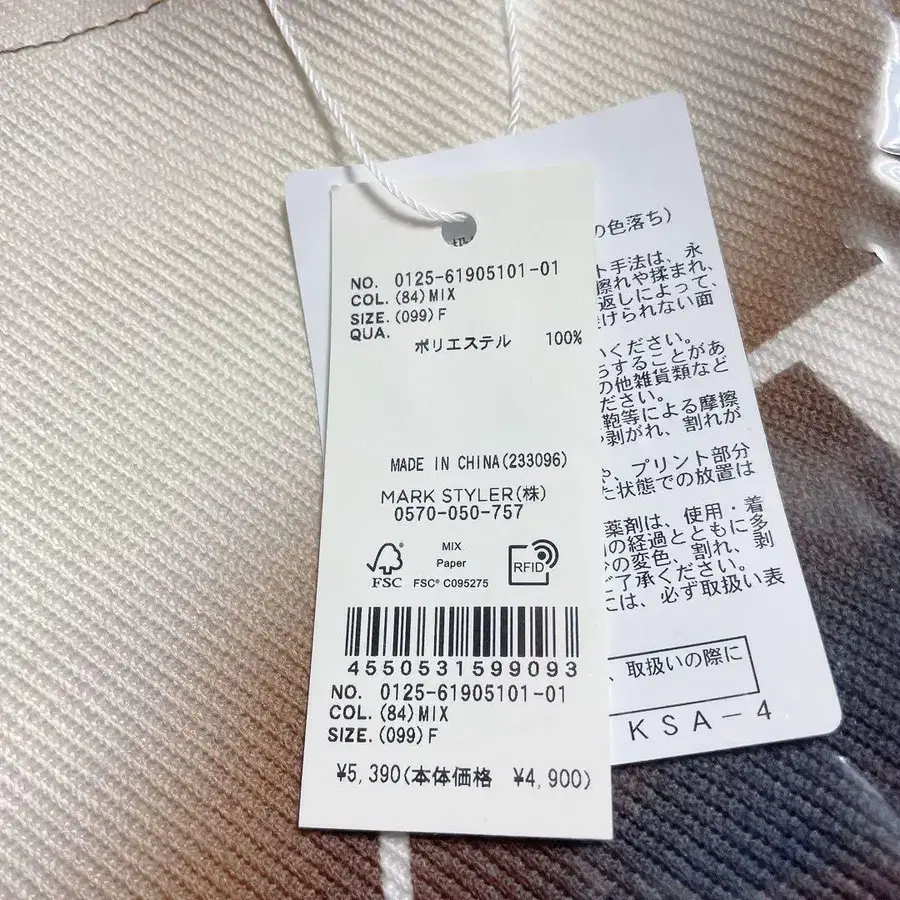 NO. 0125-61905101-01
COL. (84)MIX
SIZE. (099)F
QUA.
ポリエステル 100%
MADE IN CHINA(233096)
MARK STYLER(株)
0570-050-757
FSC
MIX
Paper
FSC® C095275
RFID
4550531599093
NO. 0125-61905101-01
COL. (84)MIX
SIZE. (099)F
¥5,390(本体価格 ¥4,900)
の色落ち)
ト手法は、永
擦れや揉まれ、
返しによって、
けられない面
ください。
ちすることがあ
の他雑貨類など
ださい。
鞄等による摩擦
剥がれ、割れが
や、プリント部分
た状態での放置は
薬剤は、使用・着
の経過とともに多
の変色、割れ、剥
ご了承ください。
には、必ず取扱い表
、取扱いの際に
KSA-4